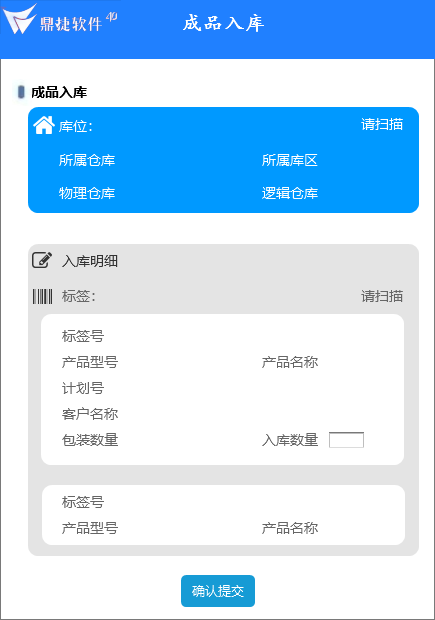 鼎捷软件 40 成品入库
成品入库
库位： 请扫描
所属仓库 所属库区
物理仓库 逻辑仓库
入库明细
标签： 请扫描
标签号
产品型号 产品名称
计划号
客户名称
包装数量 入库数量
标签号
产品型号 产品名称
确认提交